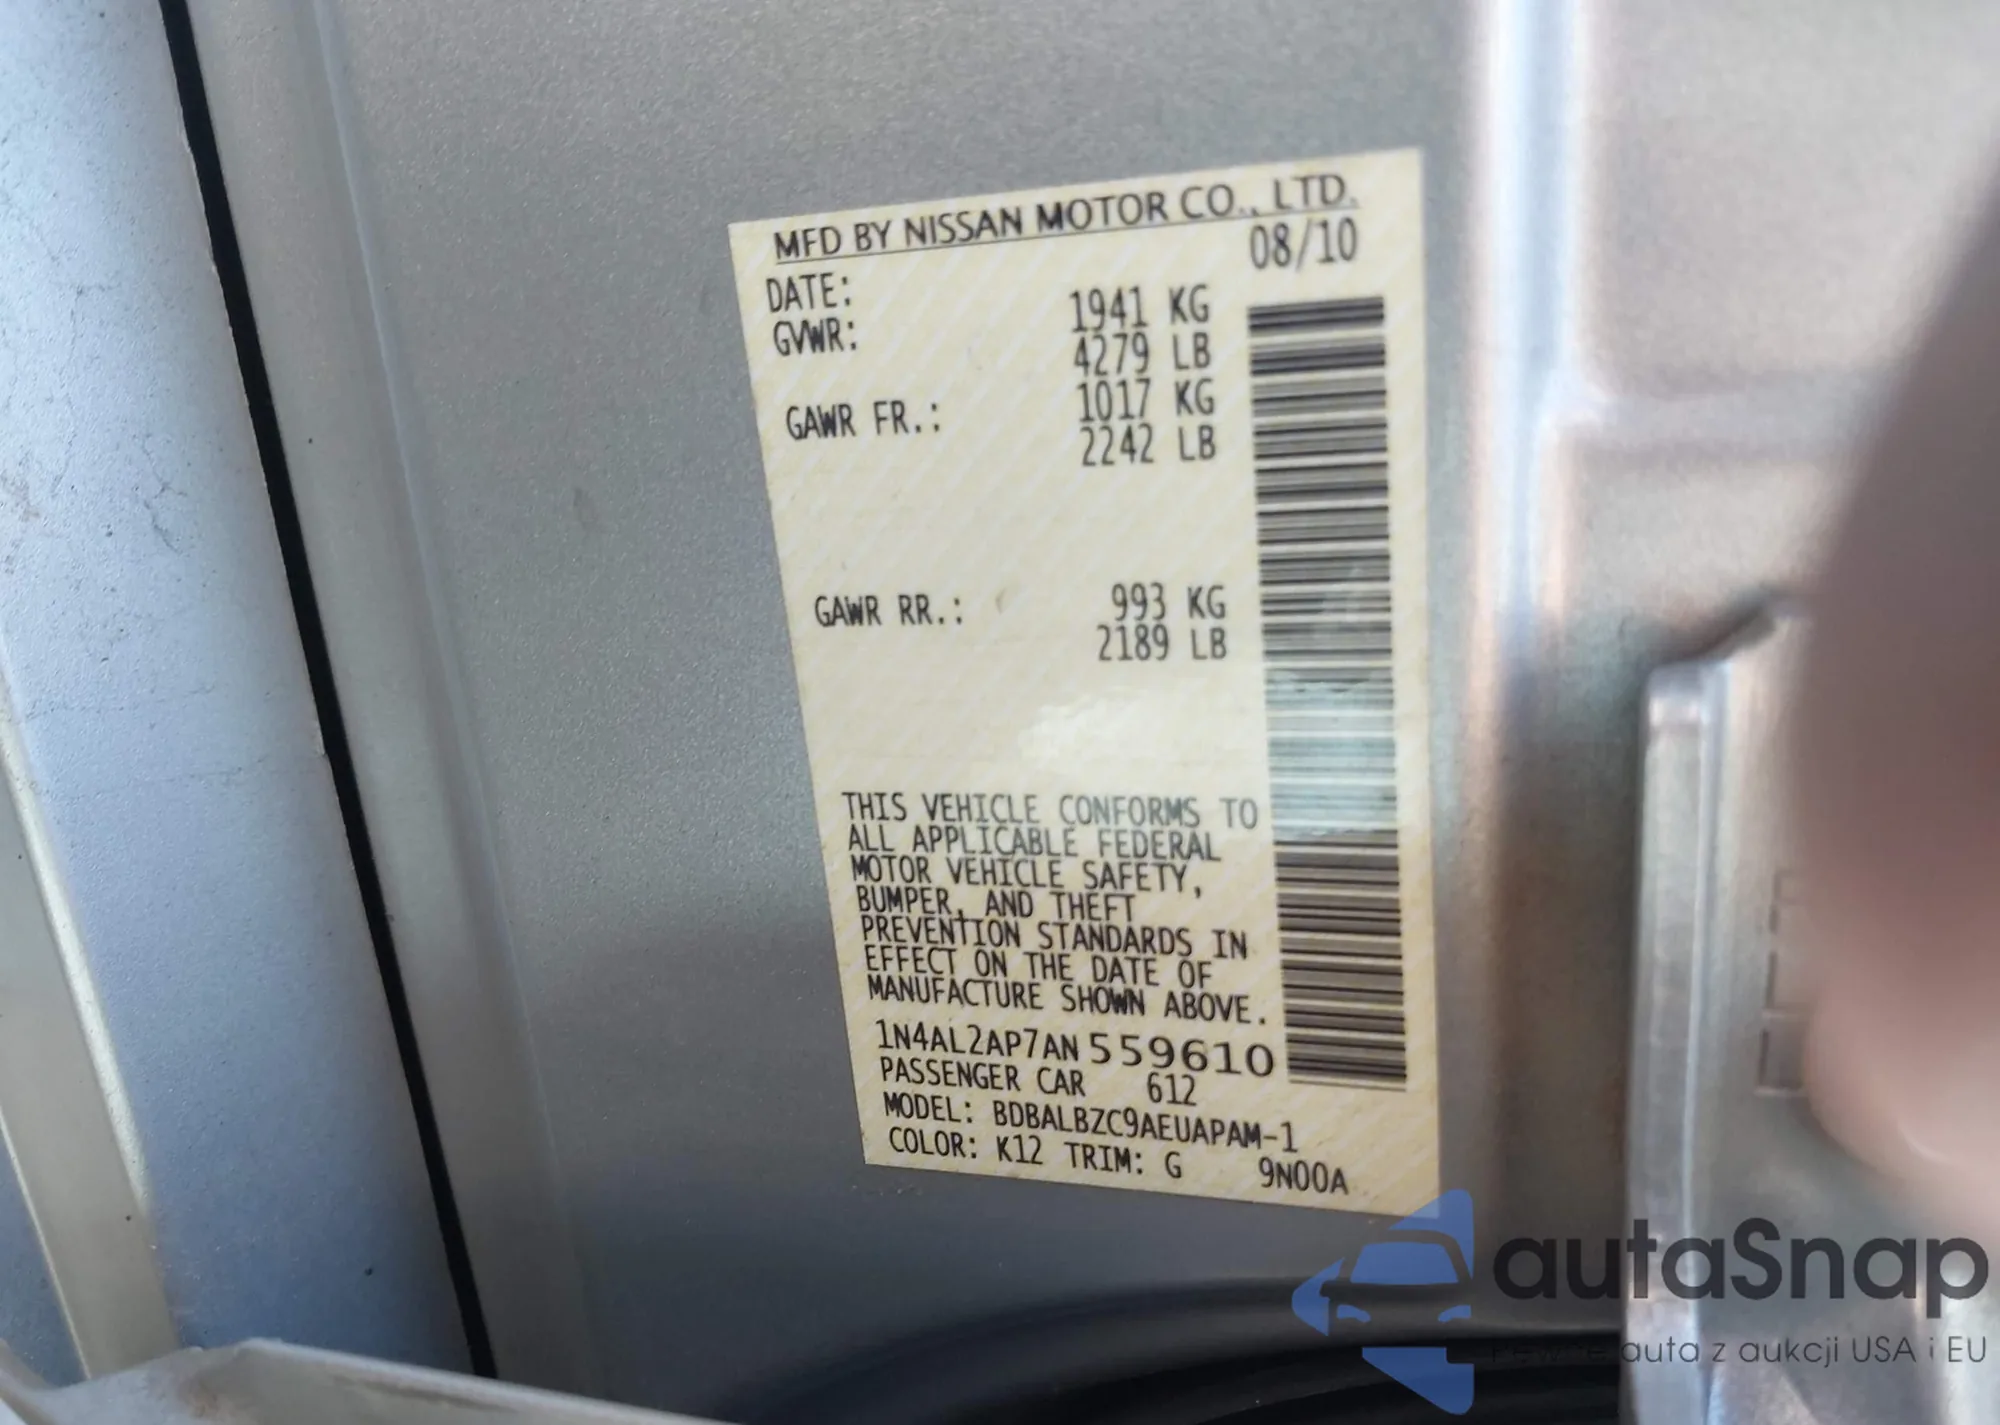 MFD BY NISSAN MOTOR CO., LTD.
DATE: 08/10
GVWR: 1941 KG
4279 LB
GAWR FR.: 1017 KG
2242 LB
GAWR RR.: 993 KG
2189 LB
THIS VEHICLE CONFORMS TO
ALL APPLICABLE FEDERAL
MOTOR VEHICLE SAFETY,
BUMPER, AND THEFT
PREVENTION STANDARDS IN
EFFECT ON THE DATE OF
MANUFACTURE SHOWN ABOVE.
1N4AL2AP7AN559610
PASSENGER CAR 612
MODEL: BDBALBZC9AEUAPAM-1
COLOR: K12 TRIM: G 9N00A
autaSnap
Pewne auta z aukcji USA i EU